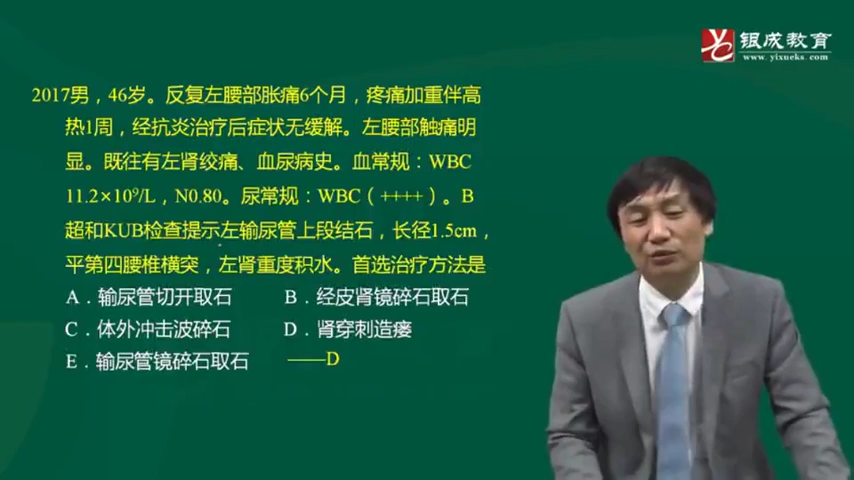 银成教育
www.yixueks.com
2017男，46岁。反复左腰部胀痛6个月，疼痛加重伴高
热1周，经抗炎治疗后症状无缓解。左腰部触痛明
显。既往有左肾绞痛、血尿病史。血常规：WBC
11.2×10⁹/L，N0.80。尿常规：WBC（++++）。B
超和KUB检查提示左输尿管上段结石，长径1.5cm，
平第四腰椎横突，左肾重度积水。首选治疗方法是
A．输尿管切开取石 B．经皮肾镜碎石取石
C．体外冲击波碎石 D．肾穿刺造瘘
E．输尿管镜碎石取石 ——D